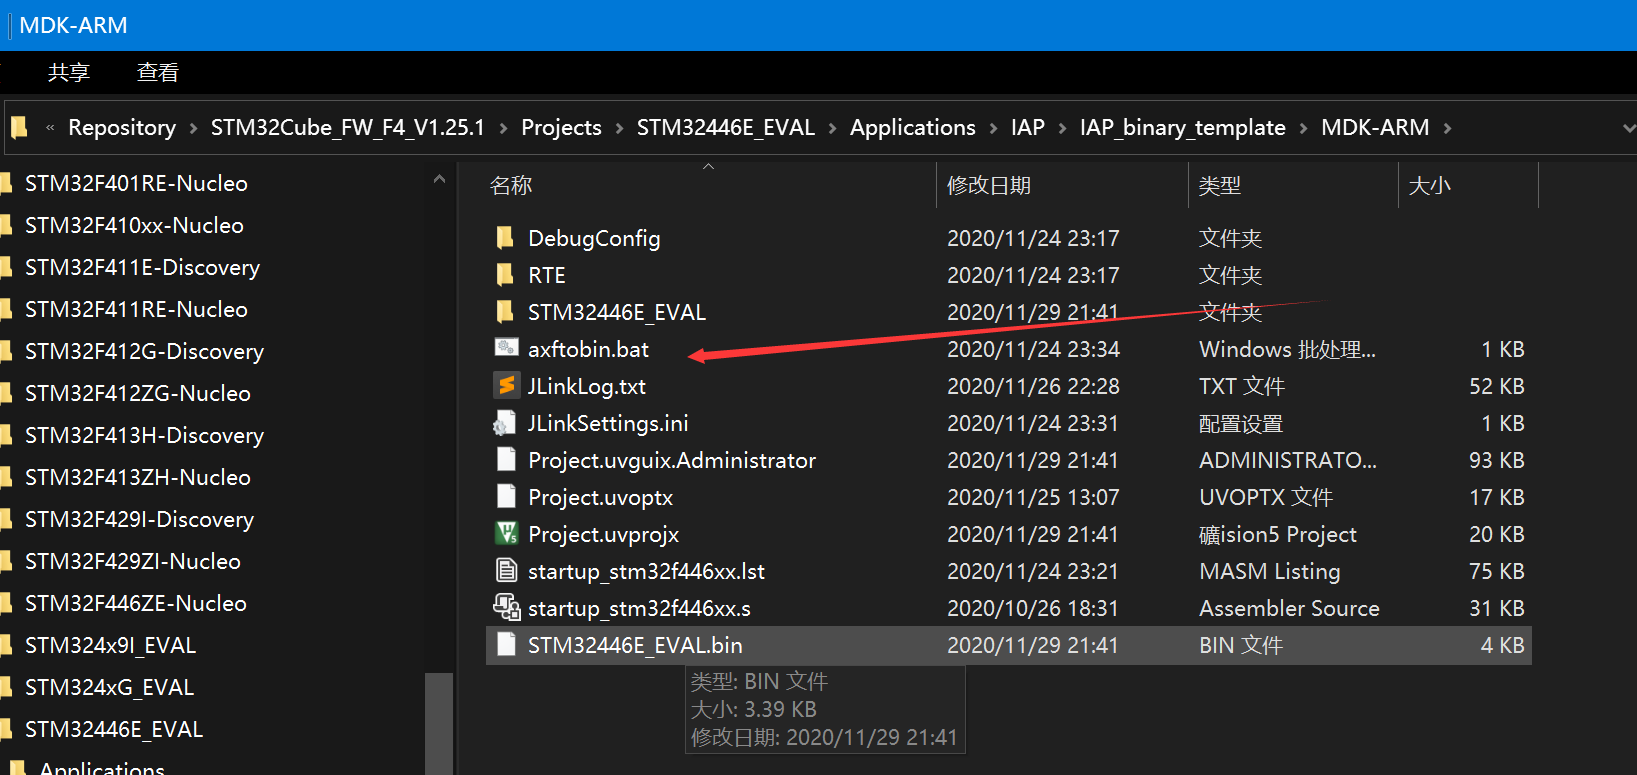 MDK-ARM
共享 查看
« Repository › STM32Cube_FW_F4_V1.25.1 › Projects › STM32446E_EVAL › Applications › IAP › IAP_binary_template › MDK-ARM ›
STM32F401RE-Nucleo
STM32F410xx-Nucleo
STM32F411E-Discovery
STM32F411RE-Nucleo
STM32F412G-Discovery
STM32F412ZG-Nucleo
STM32F413H-Discovery
STM32F413ZH-Nucleo
STM32F429I-Discovery
STM32F429ZI-Nucleo
STM32F446ZE-Nucleo
STM324x9I_EVAL
STM324xG_EVAL
STM32446E_EVAL
Applications
名称 修改日期 类型 大小
DebugConfig 2020/11/24 23:17 文件夹
RTE 2020/11/24 23:17 文件夹
STM32446E_EVAL 2020/11/29 21:41 文件夹
axftobin.bat 2020/11/24 23:34 Windows 批处理... 1 KB
JLinkLog.txt 2020/11/26 22:28 TXT 文件 52 KB
JLinkSettings.ini 2020/11/24 23:31 配置设置 1 KB
Project.uvguix.Administrator 2020/11/29 21:41 ADMINISTRATO... 93 KB
Project.uvoptx 2020/11/25 13:07 UVOPTX 文件 17 KB
Project.uvprojx 2020/11/29 21:41 礦ision5 Project 20 KB
startup_stm32f446xx.lst 2020/11/24 23:21 MASM Listing 75 KB
startup_stm32f446xx.s 2020/10/26 18:31 Assembler Source 31 KB
STM32446E_EVAL.bin 2020/11/29 21:41 BIN 文件 4 KB
类型: BIN 文件
大小: 3.39 KB
修改日期: 2020/11/29 21:41